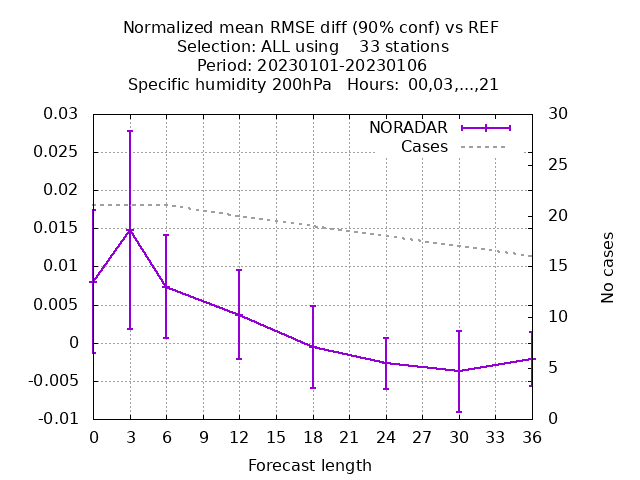 Normalized mean RMSE diff (90% conf) vs REF
Selection: ALL using    33 stations
Period: 20230101-20230106
Specific humidity 200hPa   Hours:  00,03,...,21
NORADAR
Cases
0.03
0.025
0.02
0.015
0.01
0.005
0
-0.005
-0.01
30
25
20
15
10
5
0
No cases
0 3 6 9 12 15 18 21 24 27 30 33 36
Forecast length